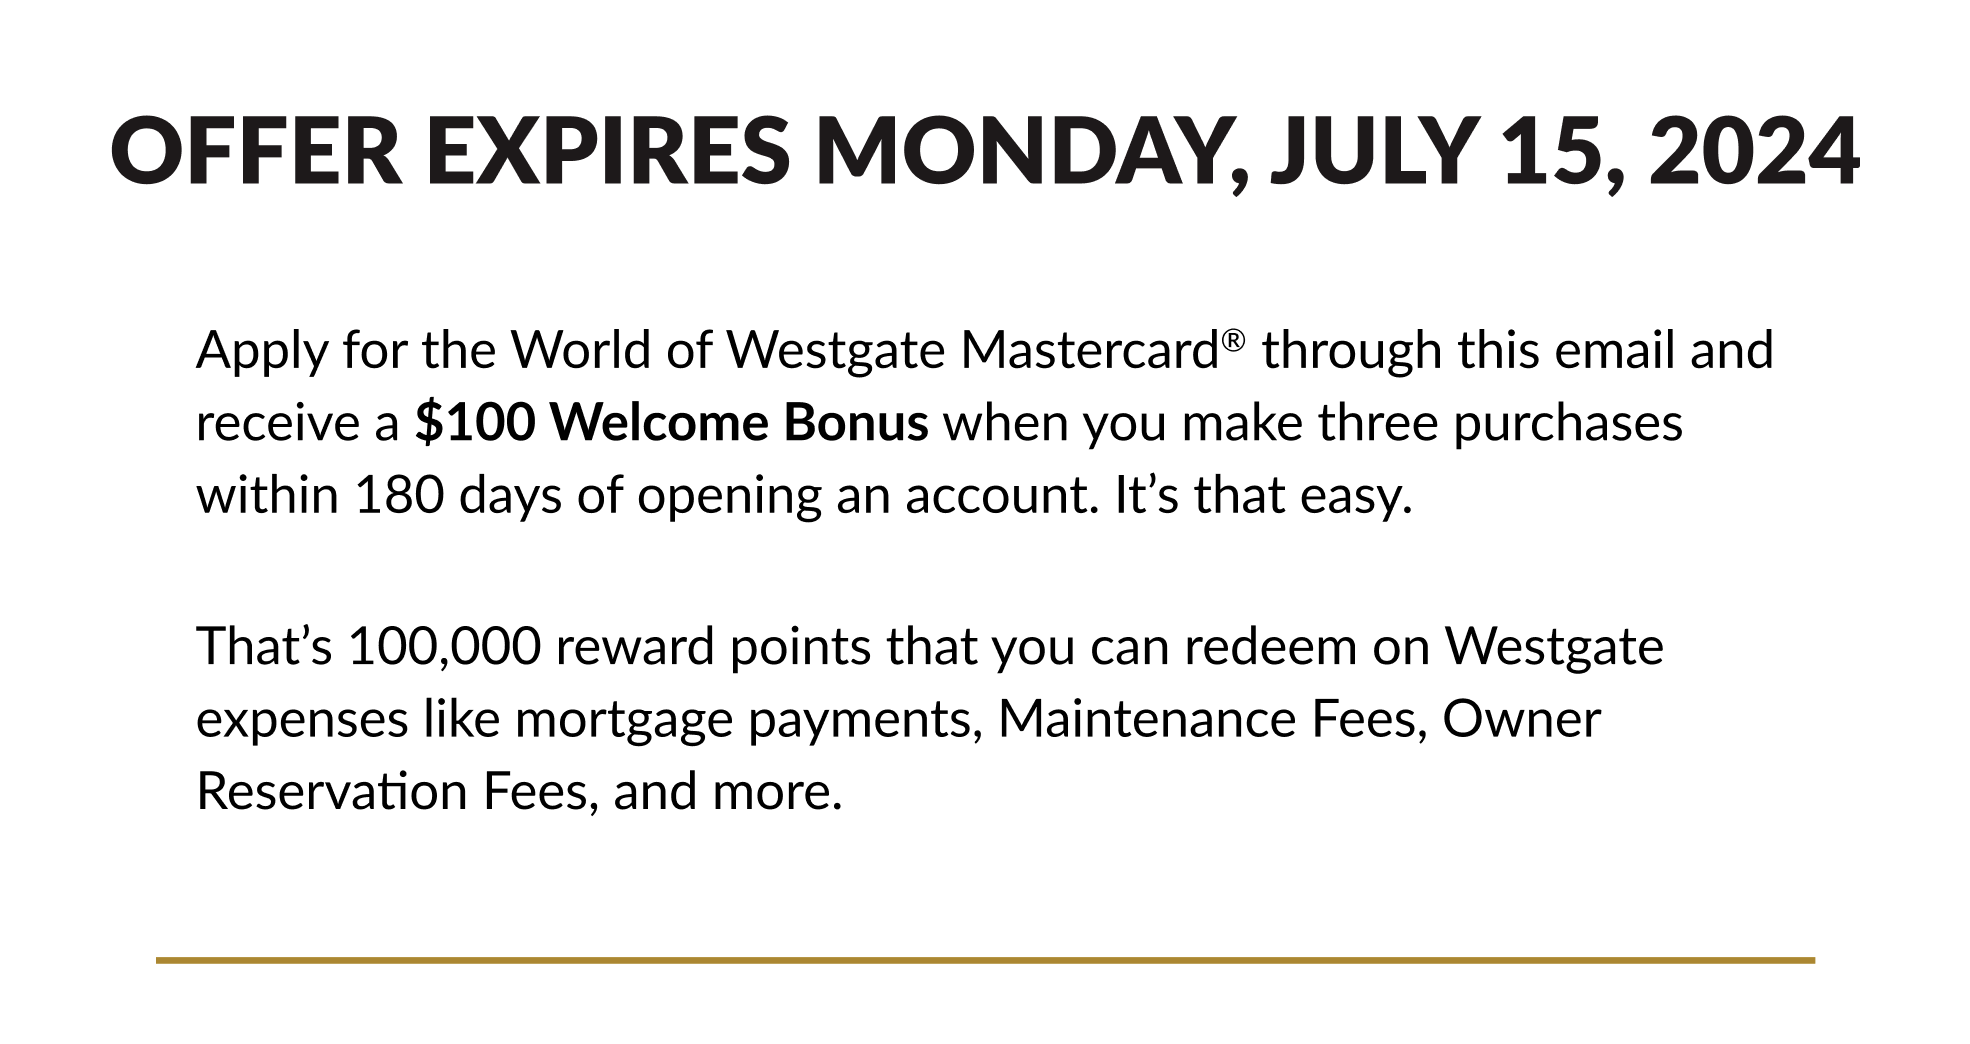 OFFER EXPIRES MONDAY, JULY 15, 2024
Apply for the World of Westgate Mastercard® through this email and
receive a $100 Welcome Bonus when you make three purchases
within 180 days of opening an account. It’s that easy.
That’s 100,000 reward points that you can redeem on Westgate
expenses like mortgage payments, Maintenance Fees, Owner
Reservation Fees, and more.